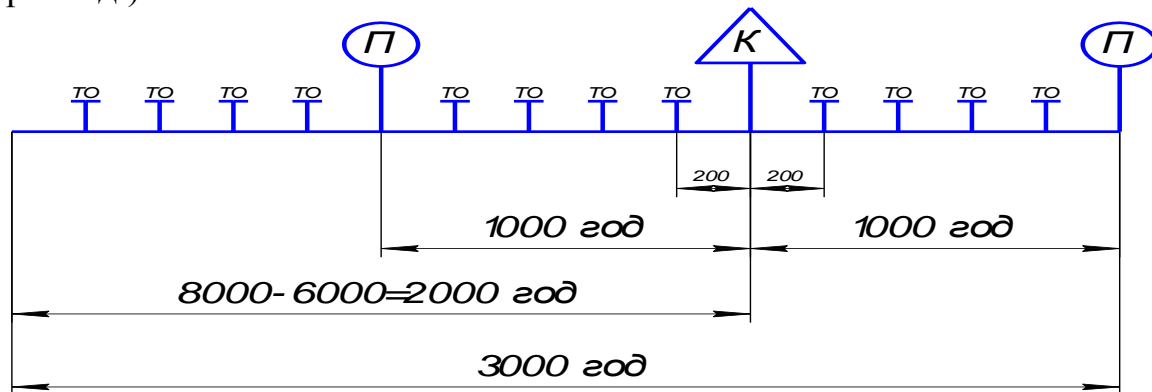 П К П
ТО ТО ТО ТО ТО ТО ТО ТО ТО ТО ТО ТО
200 200
1000 год 1000 год
8000-6000=2000 год
3000 год